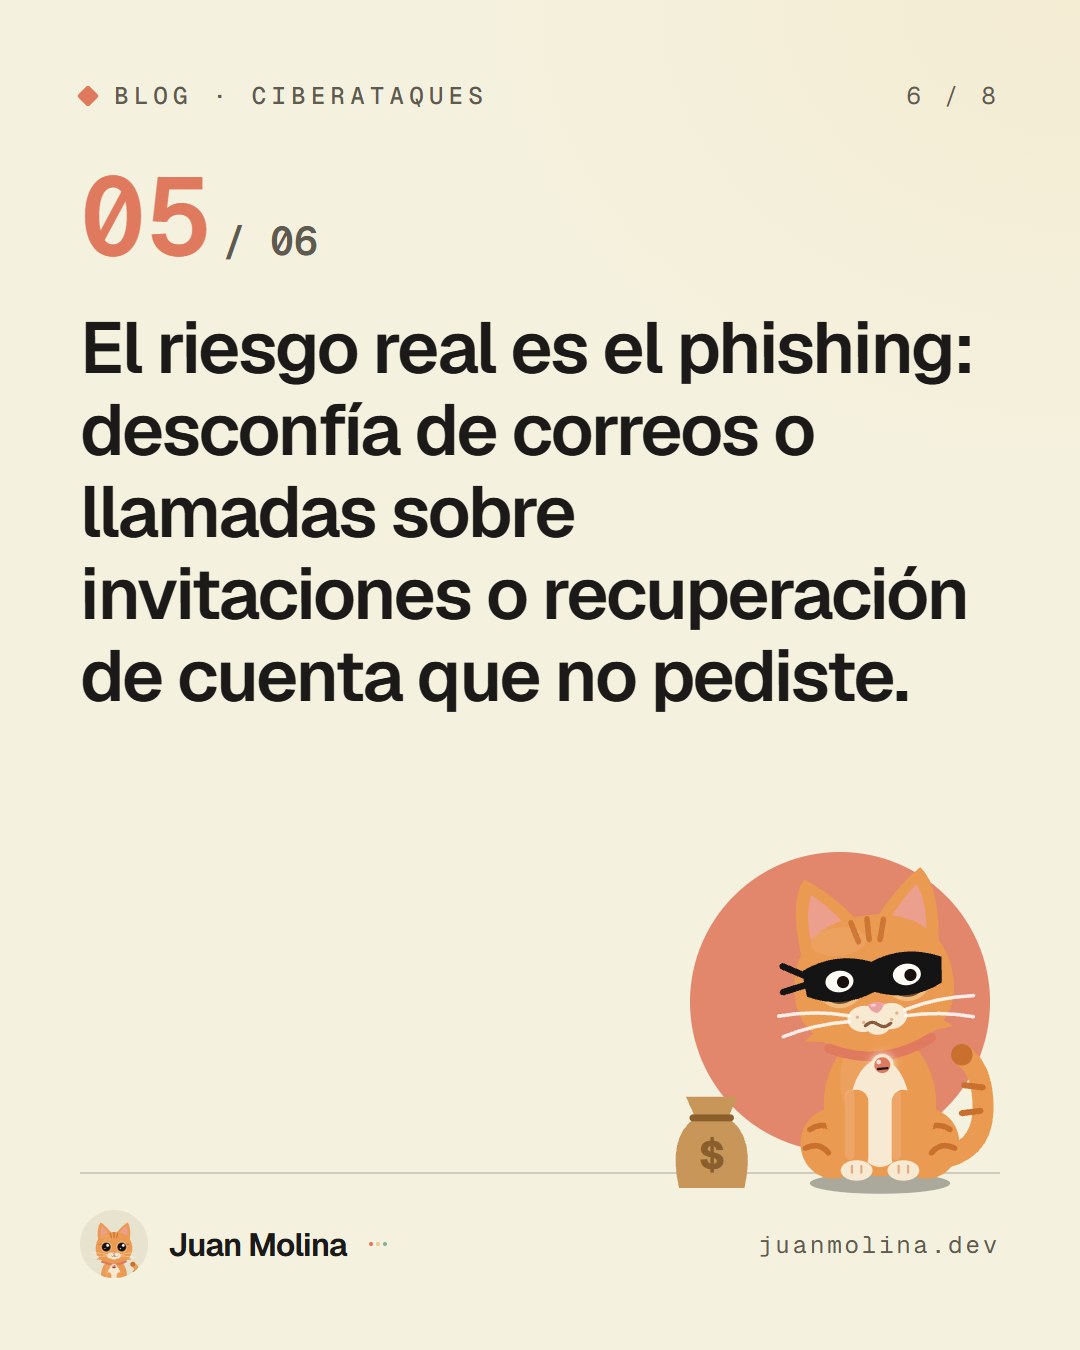 BLOG · CIBERATAQUES
6 / 8
05 / 06
El riesgo real es el phishing:
desconfía de correos o
llamadas sobre
invitaciones o recuperación
de cuenta que no pediste.
$
Juan Molina
juanmolina.dev